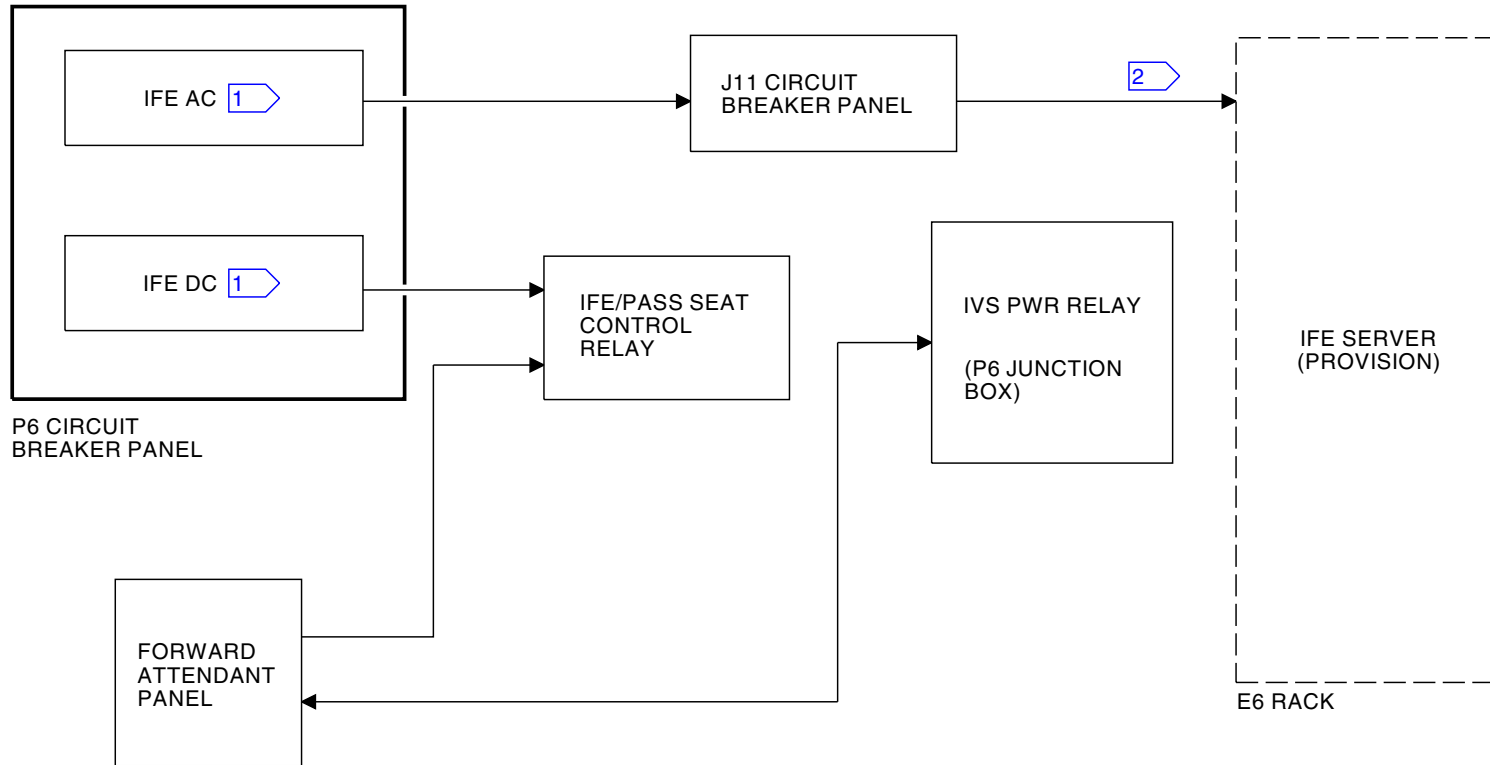 IFE AC 1
J11 CIRCUIT
BREAKER PANEL
2
IFE DC 1
IFE/PASS SEAT
CONTROL
RELAY
IVS PWR RELAY
(P6 JUNCTION
BOX)
IFE SERVER
(PROVISION)
P6 CIRCUIT
BREAKER PANEL
FORWARD
ATTENDANT
PANEL
E6 RACK